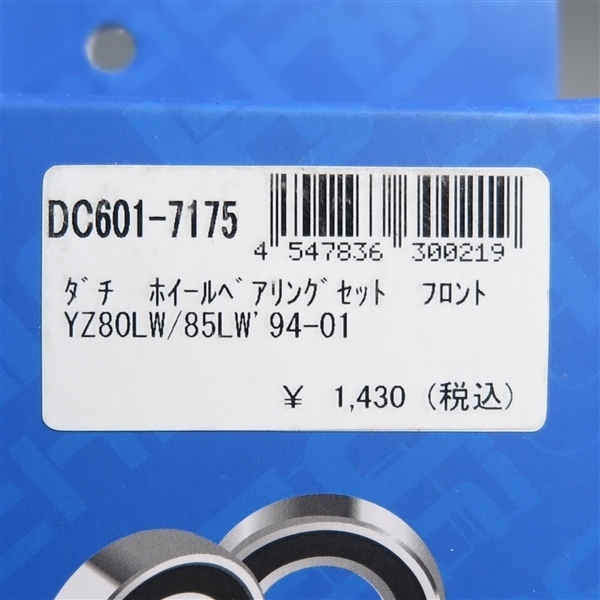 DC601-7175
4 547836 300219
ﾀﾞﾁ ﾎｲｰﾙﾍﾞｱﾘﾝｸﾞｾｯﾄ ﾌﾛﾝﾄ
YZ80LW/85LW'94-01
¥ 1,430 (税込)